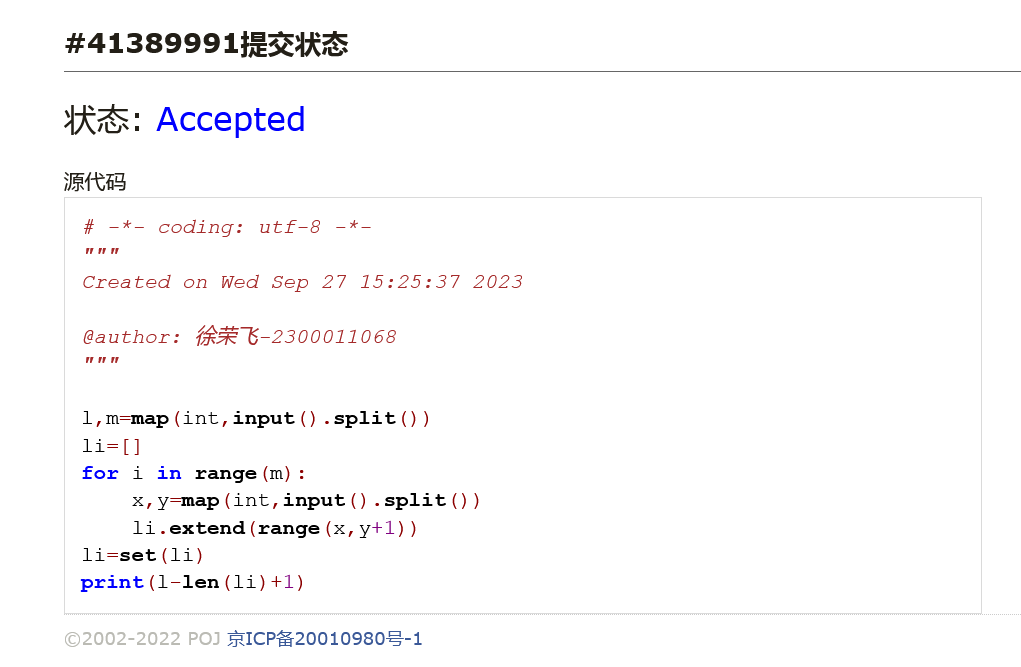 #41389991提交状态
状态: Accepted
源代码
# -*- coding: utf-8 -*-
"""
Created on Wed Sep 27 15:25:37 2023
@author: 徐荣飞-2300011068
"""
l,m=map(int,input().split())
li=[]
for i in range(m):
    x,y=map(int,input().split())
    li.extend(range(x,y+1))
li=set(li)
print(l-len(li)+1)
©2002-2022 POJ 京ICP备20010980号-1